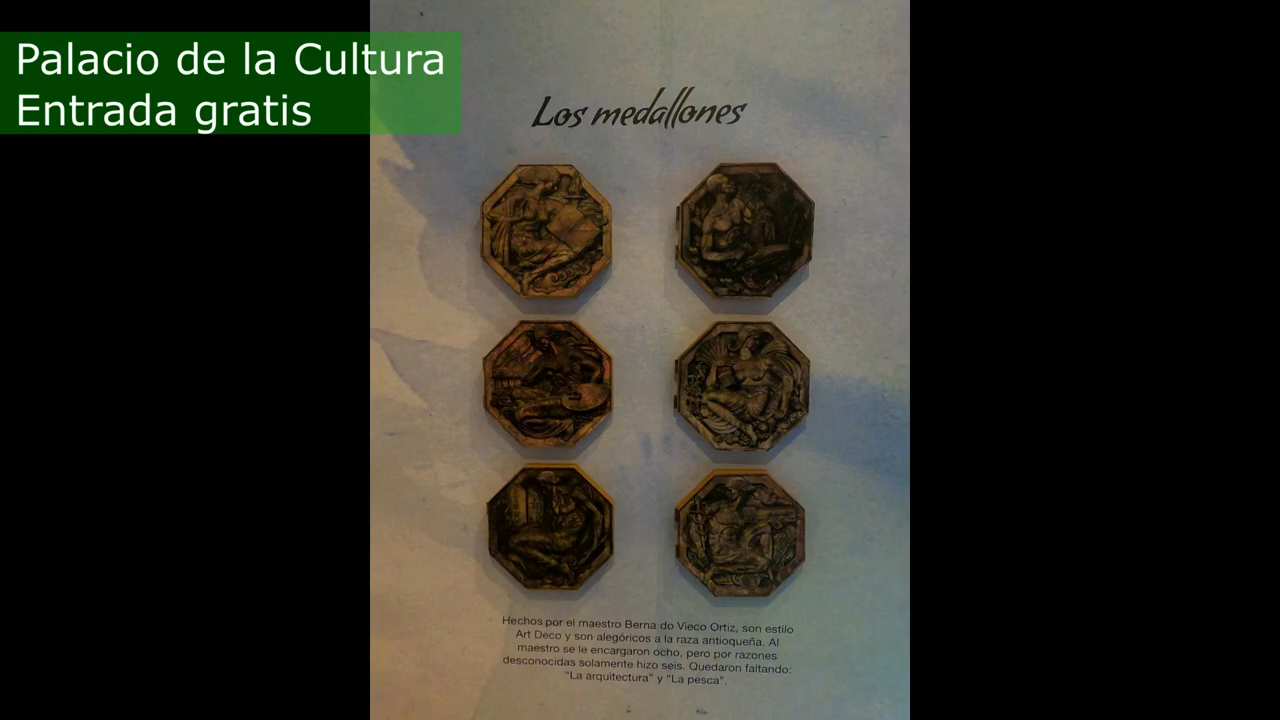 Palacio de la Cultura
Entrada gratis
Los medallones
Hechos por el maestro Berna do Vieco Ortiz, son estilo
Art Deco y son alegóricos a la raza antioqueña. Al
maestro se le encargaron ocho, pero por razones
desconocidas solamente hizo seis. Quedaron faltando:
“La arquitectura” y “La pesca”.